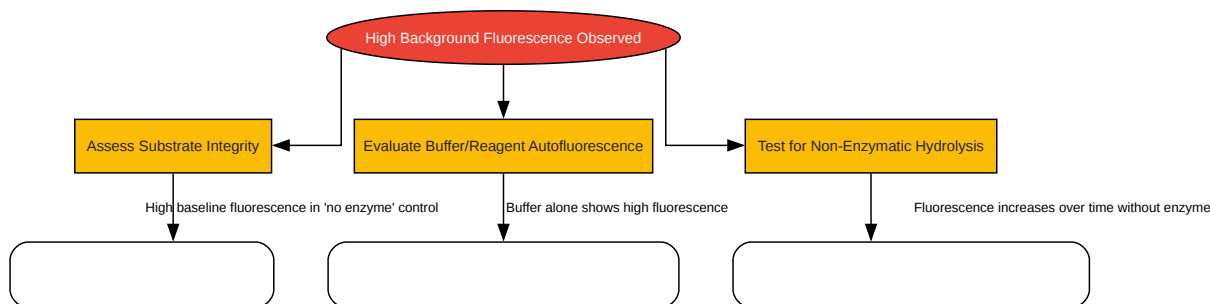 High Background Fluorescence Observed
Assess Substrate Integrity
Evaluate Buffer/Reagent Autofluorescence
Test for Non-Enzymatic Hydrolysis
High baseline fluorescence in 'no enzyme' control
Buffer alone shows high fluorescence
Fluorescence increases over time without enzyme